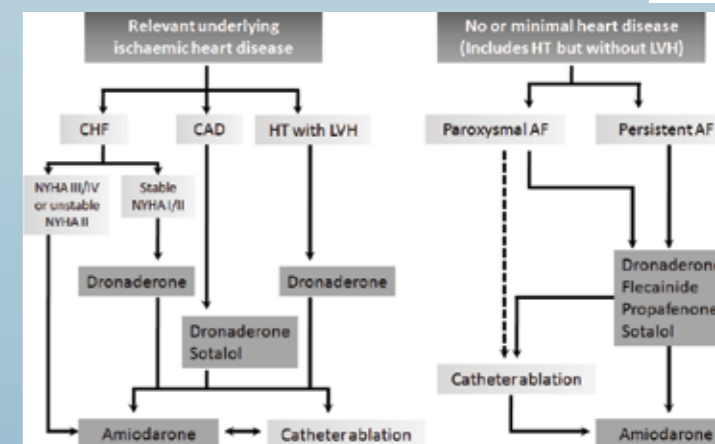 Relevant underlying
ischaemic heart disease
CHF
CAD
HT with LVH
NYHA III/IV
or unstable
NYHA II
Stable
NYHA I/II
Dronaderone
Dronaderone
Dronaderone
Sotalol
Amiodarone
Catheter ablation
No or minimal heart disease
(Includes HT but without LVH)
Paroxysmal AF
Persistent AF
Dronaderone
Flecainide
Propafenone
Sotalol
Catheter ablation
Amiodarone